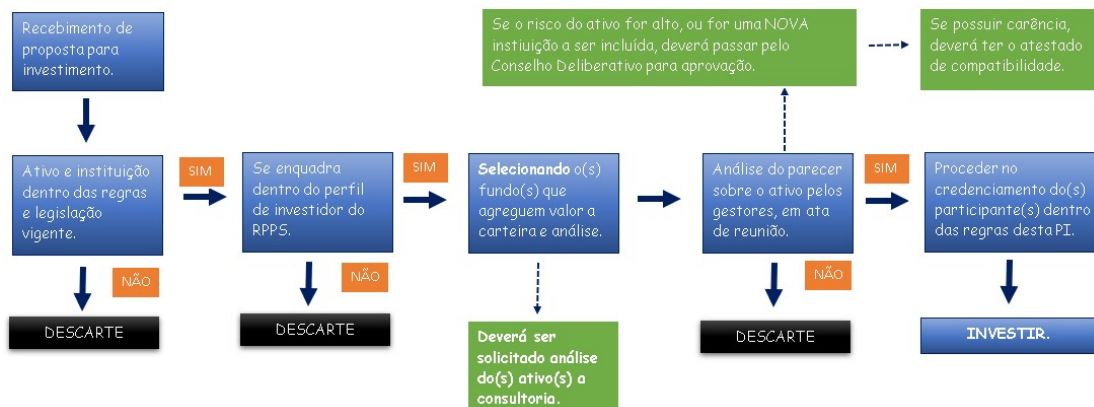 Recebimento de
proposta para
investimento.
Se o risco do ativo for alto, ou for uma NOVA
instiuição a ser incluída, deverá passar pelo
Conselho Deliberativo para aprovação.
Se possuir carência,
deverá ter o atestado
de compatibilidade.
Ativo e instituição
dentro das regras
e legislação
vigente.
SIM
Se enquadra
dentro do perfil
de investidor do
RPPS.
SIM
Selecionando o(s)
fundo(s) que
agreguem valor a
carteira e análise.
Análise do parecer
sobre o ativo pelos
gestores, em ata
de reunião.
SIM
Proceder no
credenciamento do(s)
participante(s) dentro
das regras desta PI.
NÃO
NÃO
NÃO
DESCARTE
DESCARTE
Deverá ser
solicitado análise
do(s) ativo(s) a
consultoria.
DESCARTE
INVESTIR.